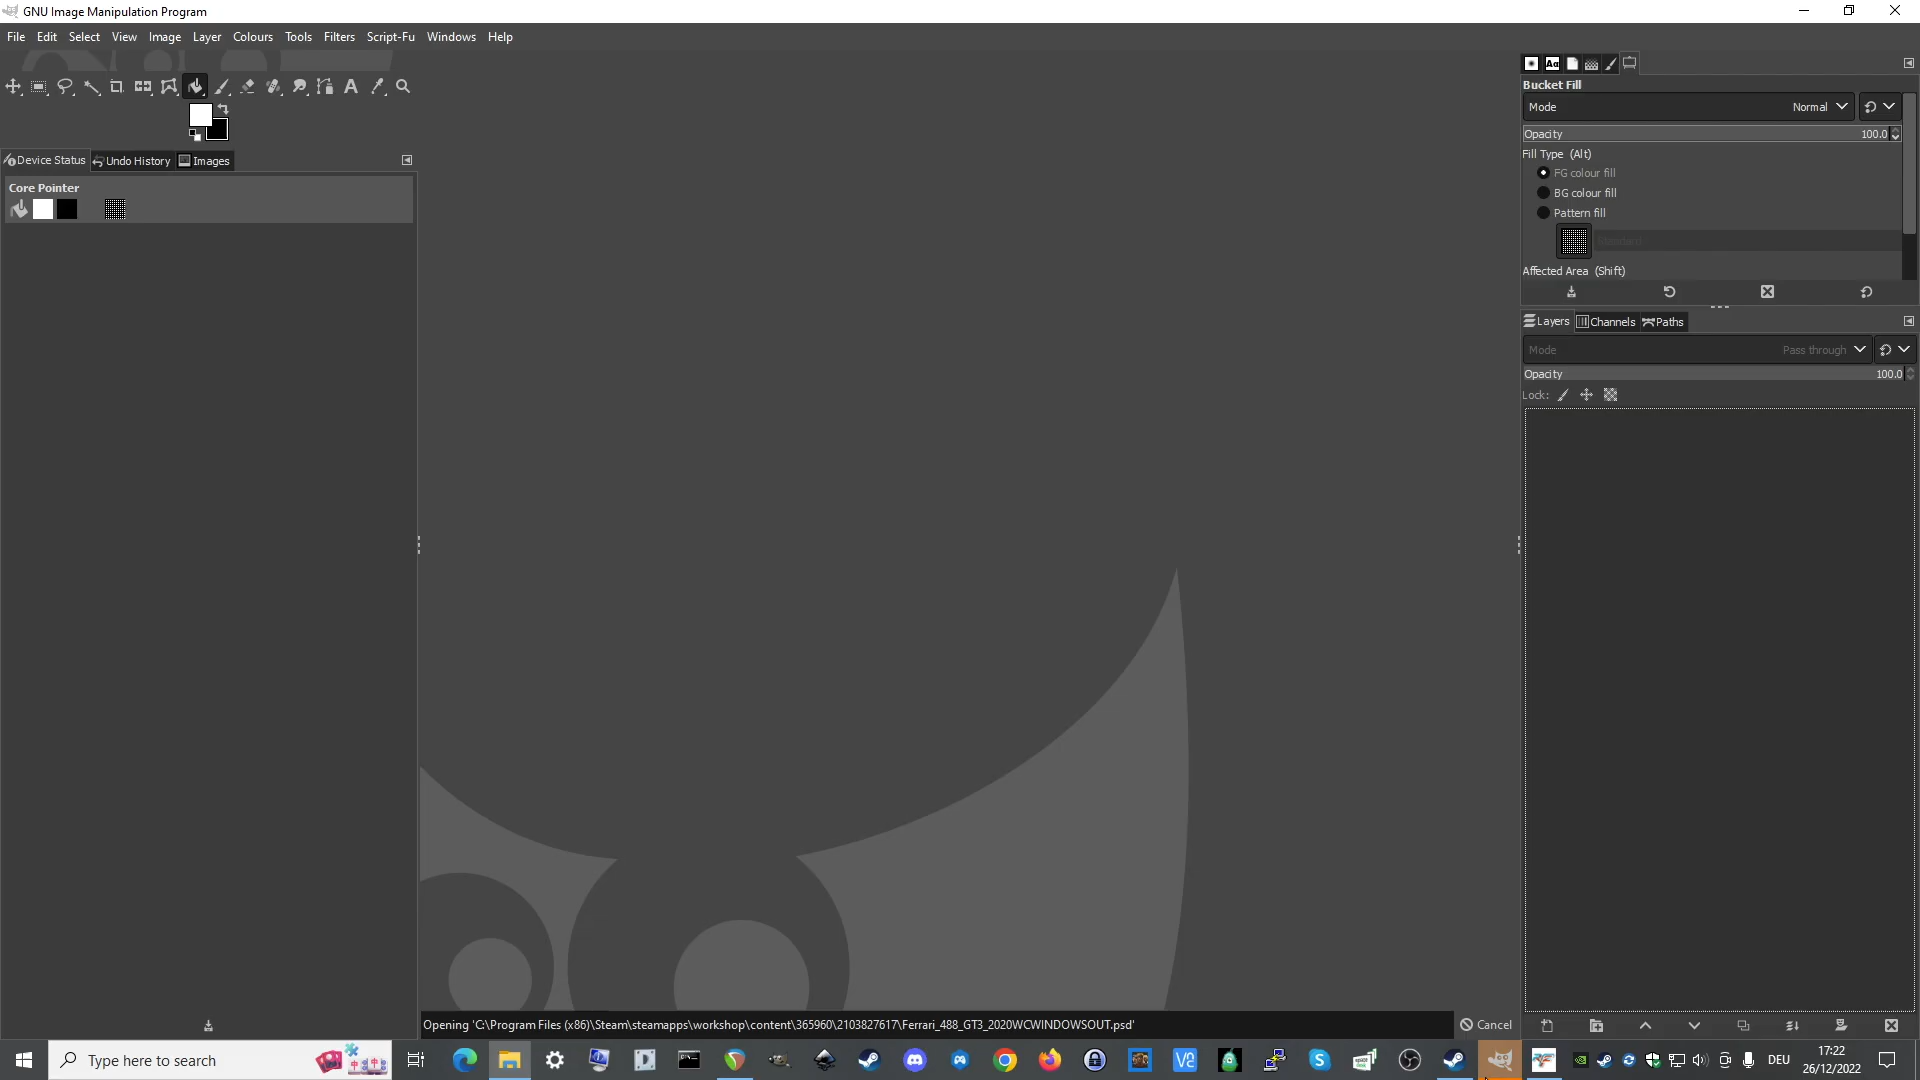 GNU Image Manipulation Program
File Edit Select View Image Layer Colours Tools Filters Script-Fu Windows Help
Device Status Undo History Images
Core Pointer
Bucket Fill
Mode Normal
Opacity 100.0
Fill Type (Alt)
FG colour fill
BG colour fill
Pattern fill
Standard
Affected Area (Shift)
Layers Channels Paths
Mode Pass through
Opacity 100.0
Lock:
Opening 'C:\Program Files (x86)\Steam\steamapps\workshop\content\365960\2103827617\Ferrari_488_GT3_2020WCWINDOWSOUT.psd'
Cancel
Type here to search
DEU
17:22
26/12/2022